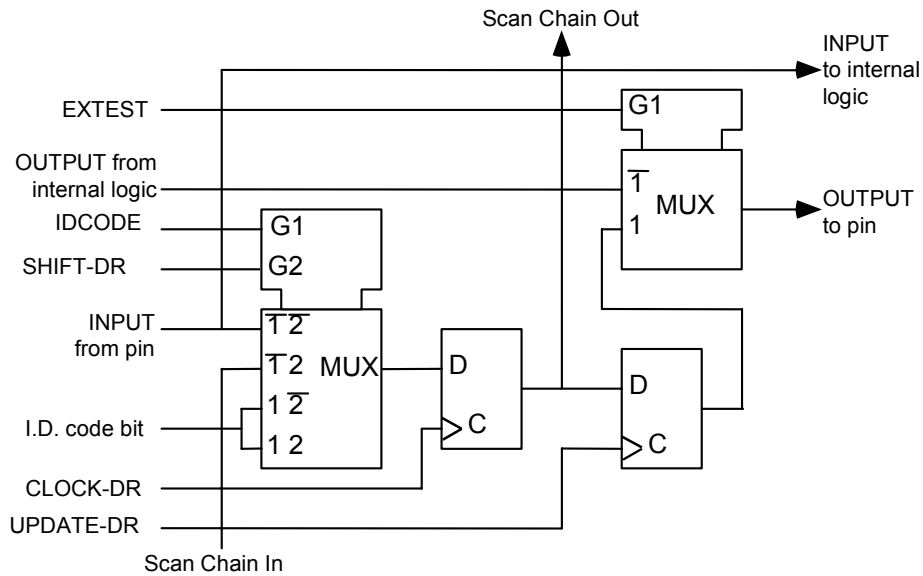 Scan Chain Out
INPUT
to internal
logic
EXTEST
G1
OUTPUT from
internal logic
1̅
MUX
OUTPUT
to pin
1
IDCODE
G1
SHIFT-DR
G2
INPUT
from pin
1̅ 2̅
1̅ 2
MUX
1 2̅
1 2
I.D. code bit
D
C
D
C
CLOCK-DR
UPDATE-DR
Scan Chain In